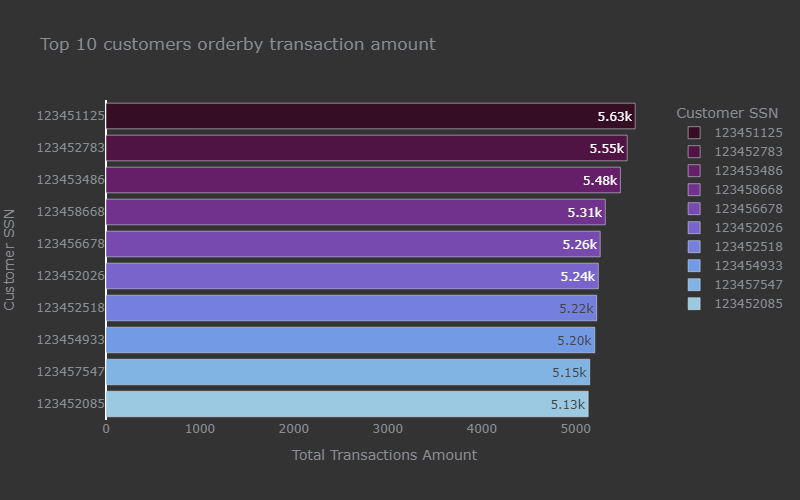 Top 10 customers orderby transaction amount
Customer SSN
123451125
5.63k
123452783
5.55k
123453486
5.48k
123458668
5.31k
123456678
5.26k
123452026
5.24k
123452518
5.22k
123454933
5.20k
123457547
5.15k
123452085
5.13k
0 1000 2000 3000 4000 5000
Total Transactions Amount
Customer SSN
123451125
123452783
123453486
123458668
123456678
123452026
123452518
123454933
123457547
123452085